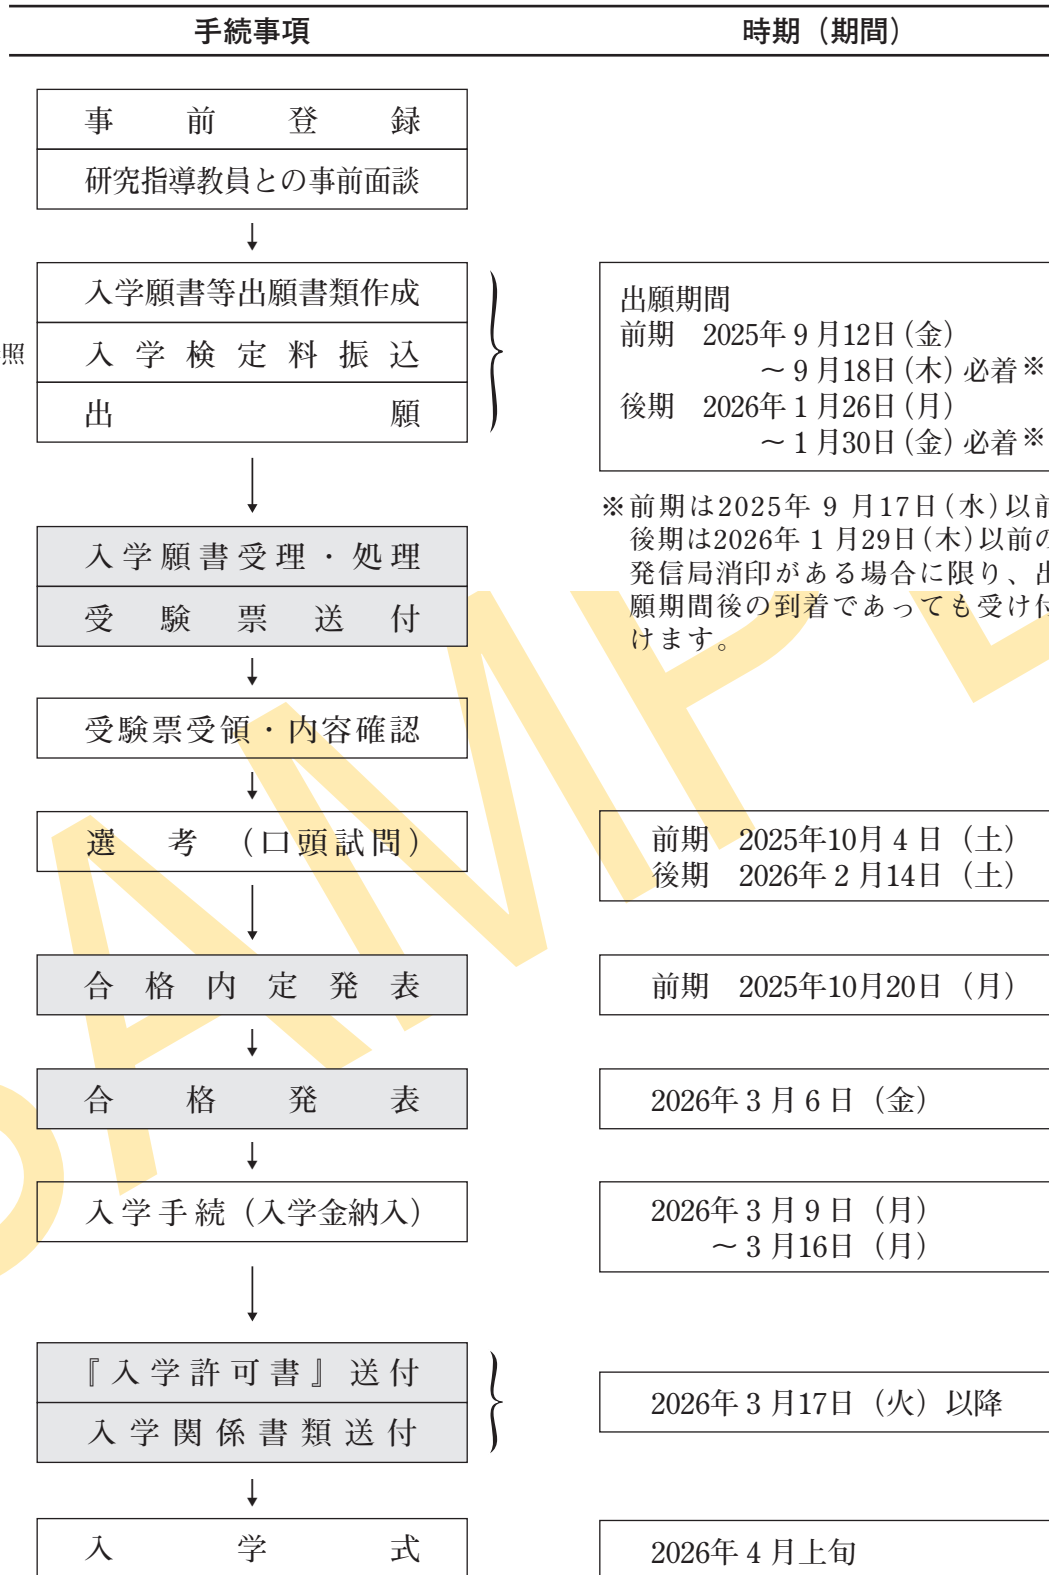 手続事項
時期（期間）
事前登録
研究指導教員との事前面談
↓
入学願書等出願書類作成
照
入学検定料振込
出願
出願期間
前期　2025年９月12日(金)
～９月18日(木)必着※
後期　2026年１月26日(月)
～１月30日(金)必着※
↓
※前期は2025年９月17日(水)以前
後期は2026年１月29日(木)以前の
発信局消印がある場合に限り、出
願期間後の到着であっても受け付
けます。
入学願書受理・処理
受験票送付
↓
受験票受領・内容確認
↓
選考（口頭試問）
前期　2025年10月４日（土）
後期　2026年２月14日（土）
↓
合格内定発表
前期　2025年10月20日（月）
↓
合格発表
2026年３月６日（金）
↓
入学手続（入学金納入）
2026年３月９日（月）
～３月16日（月）
↓
『入学許可書』送付
入学関係書類送付
2026年３月17日（火）以降
↓
入学式
2026年４月上旬
SAMPLE